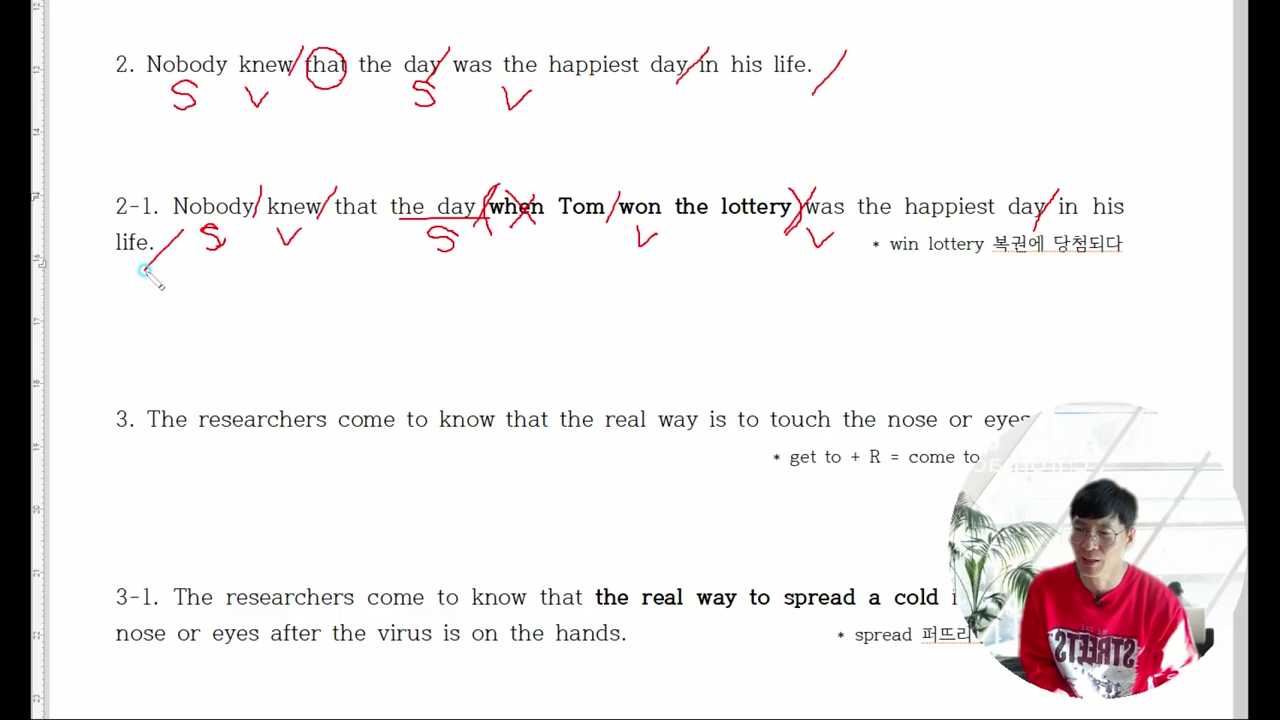 2. Nobody knew that the day was the happiest day in his life.
S V S V
2-1. Nobody knew that the day when Tom won the lottery was the happiest day in his
life. * win lottery 복권에 당첨되다
S V S V V
3. The researchers come to know that the real way is to touch the nose or eyes
* get to + R = come to
3-1. The researchers come to know that the real way to spread a cold
nose or eyes after the virus is on the hands. * spread 퍼뜨리
STREETS